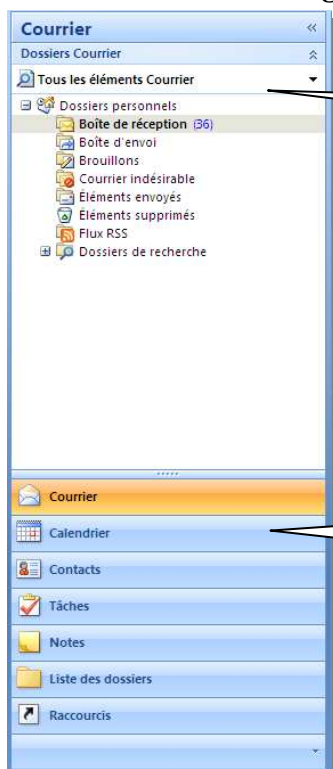 Courrier
Dossiers Courrier
Tous les éléments Courrier
Dossiers personnels
Boîte de réception (36)
Boîte d'envoi
Brouillons
Courrier indésirable
Éléments envoyés
Éléments supprimés
Flux RSS
Dossiers de recherche
Courrier
Calendrier
Contacts
Tâches
Notes
Liste des dossiers
Raccourcis